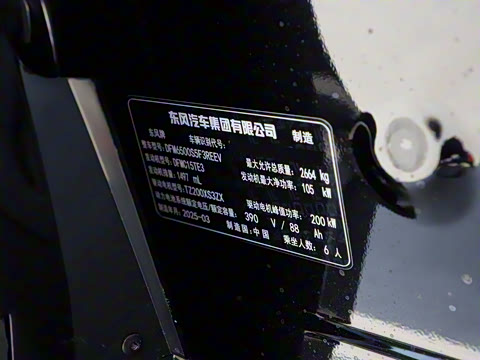 东风汽车集团有限公司 制造
东风牌 车辆识别代号:
整车型号: DFM6500S5F3REEV 最大允许总质量: 2664 kg
发动机型号: DFMC15TE3 发动机最大净功率: 105 kW
发动机排量: 1497 mL
驱动电机型号: TZ200XS3ZX 驱动电机峰值功率: 200 kW
动力电池系统额定电压/额定容量: 390 V / 88 Ah
制造年月: 2025-03 制造国: 中国 乘坐人数: 6 人